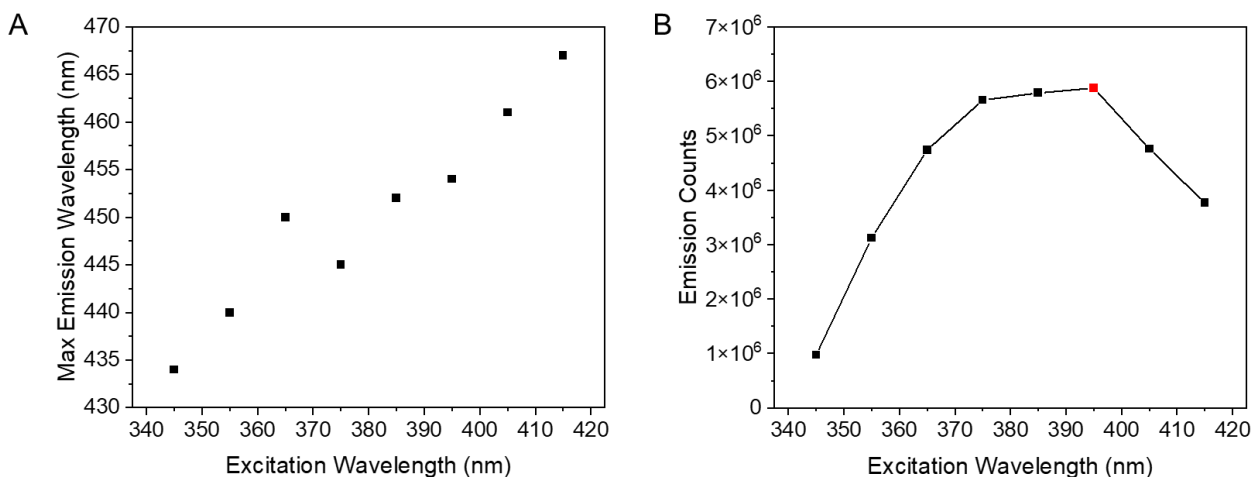 A
Max Emission Wavelength (nm)
470
465
460
455
450
445
440
435
430
340 350 360 370 380 390 400 410 420
Excitation Wavelength (nm)
B
Emission Counts
7×10⁶
6×10⁶
5×10⁶
4×10⁶
3×10⁶
2×10⁶
1×10⁶
0
340 350 360 370 380 390 400 410 420
Excitation Wavelength (nm)